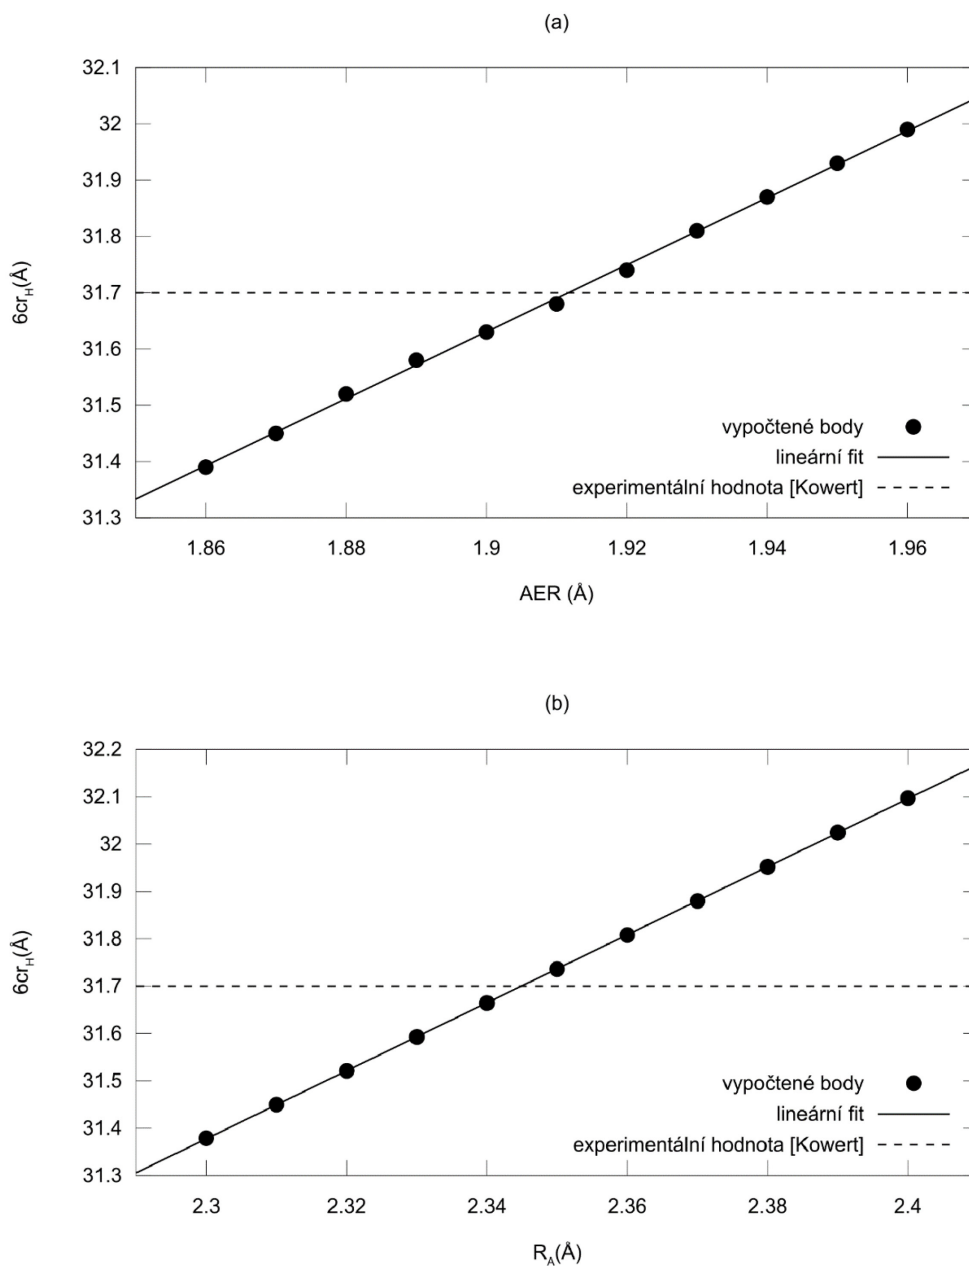 (a)
32.1
32
31.9
31.8
31.7
31.6
31.5
31.4
31.3
6cr_H(Å)
vypočtené body
lineární fit
experimentální hodnota [Kowert]
1.86 1.88 1.9 1.92 1.94 1.96
AER (Å)
(b)
32.2
32.1
32
31.9
31.8
31.7
31.6
31.5
31.4
31.3
6cr_H(Å)
vypočtené body
lineární fit
experimentální hodnota [Kowert]
2.3 2.32 2.34 2.36 2.38 2.4
R_A(Å)